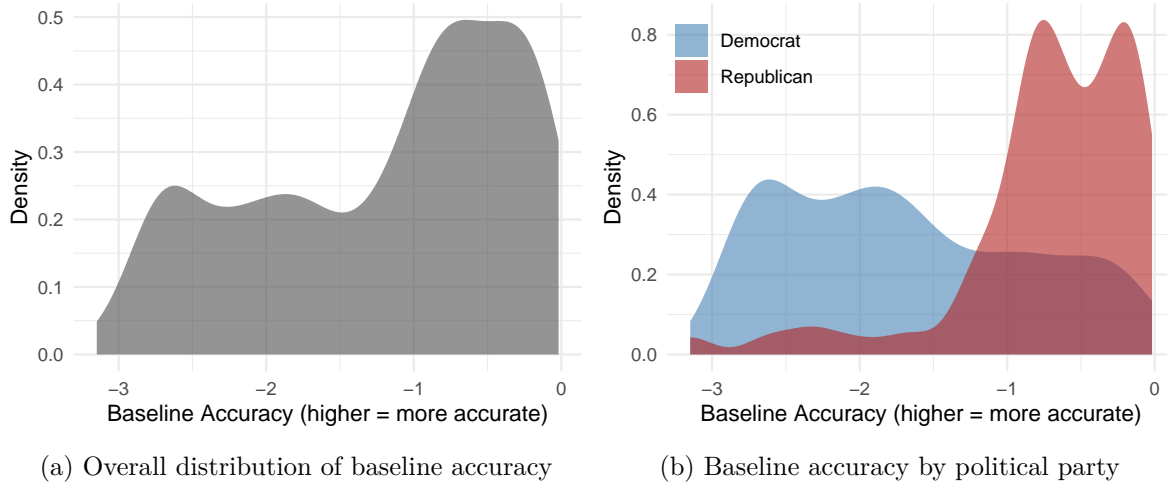 0.5
0.4
0.3
0.2
0.1
0.0
Density
−3
−2
−1
0
Baseline Accuracy (higher = more accurate)
(a) Overall distribution of baseline accuracy
Democrat
Republican
0.8
0.6
0.4
0.2
0.0
Density
−3
−2
−1
0
Baseline Accuracy (higher = more accurate)
(b) Baseline accuracy by political party